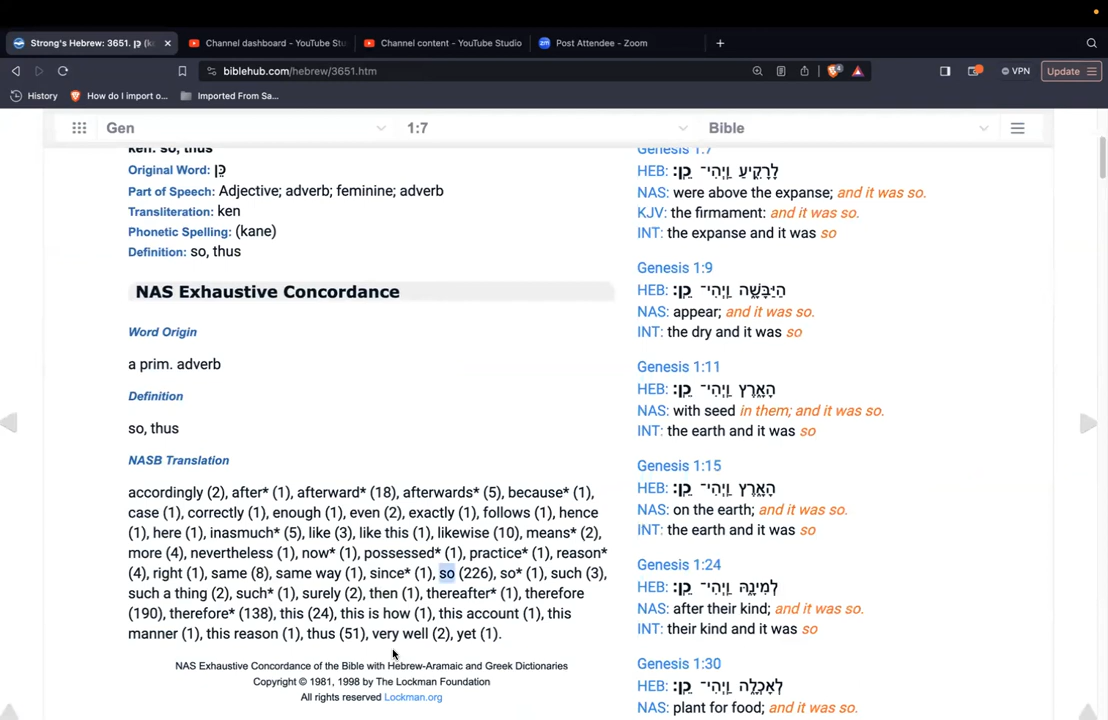 Strong's Hebrew: 3651. כֵּן (k
Channel dashboard - YouTube Stu
Channel content - YouTube Studio
Post Attendee - Zoom
biblehub.com/hebrew/3651.htm
VPN
Update
History
How do I import o...
Imported From Sa...
Gen
1:7
Bible
ken: so, thus
Original Word: כֵּן
Part of Speech: Adjective; adverb; feminine; adverb
Transliteration: ken
Phonetic Spelling: (kane)
Definition: so, thus
NAS Exhaustive Concordance
Word Origin
a prim. adverb
Definition
so, thus
NASB Translation
accordingly (2), after* (1), afterward* (18), afterwards* (5), because* (1),
case (1), correctly (1), enough (1), even (2), exactly (1), follows (1), hence
(1), here (1), inasmuch* (5), like (3), like this (1), likewise (10), means* (2),
more (4), nevertheless (1), now* (1), possessed* (1), practice* (1), reason*
(4), right (1), same (8), same way (1), since* (1), so (226), so* (1), such (3),
such a thing (2), such* (1), surely (2), then (1), thereafter* (1), therefore
(190), therefore* (138), this (24), this is how (1), this account (1), this
manner (1), this reason (1), thus (51), very well (2), yet (1).
NAS Exhaustive Concordance of the Bible with Hebrew-Aramaic and Greek Dictionaries
Copyright © 1981, 1998 by The Lockman Foundation
All rights reserved Lockman.org
Genesis 1:7
HEB: לָרָקִ֑יעַ וַֽיְהִי־ כֵֽן׃
NAS: were above the expanse; and it was so.
KJV: the firmament: and it was so.
INT: the expanse and it was so
Genesis 1:9
HEB: הַיַּבָּשָׁ֑ה וַֽיְהִי־ כֵֽן׃
NAS: appear; and it was so.
INT: the dry and it was so
Genesis 1:11
HEB: הָאָ֑רֶץ וַֽיְהִי־ כֵֽן׃
NAS: with seed in them; and it was so.
INT: the earth and it was so
Genesis 1:15
HEB: הָאָ֑רֶץ וַֽיְהִי־ כֵֽן׃
NAS: on the earth; and it was so.
INT: the earth and it was so
Genesis 1:24
HEB: לְמִינָ֑הּ וַֽיְהִי־ כֵֽן׃
NAS: after their kind; and it was so.
INT: their kind and it was so
Genesis 1:30
HEB: לְאָכְלָ֑ה וַֽיְהִי־ כֵֽן׃
NAS: plant for food; and it was so.